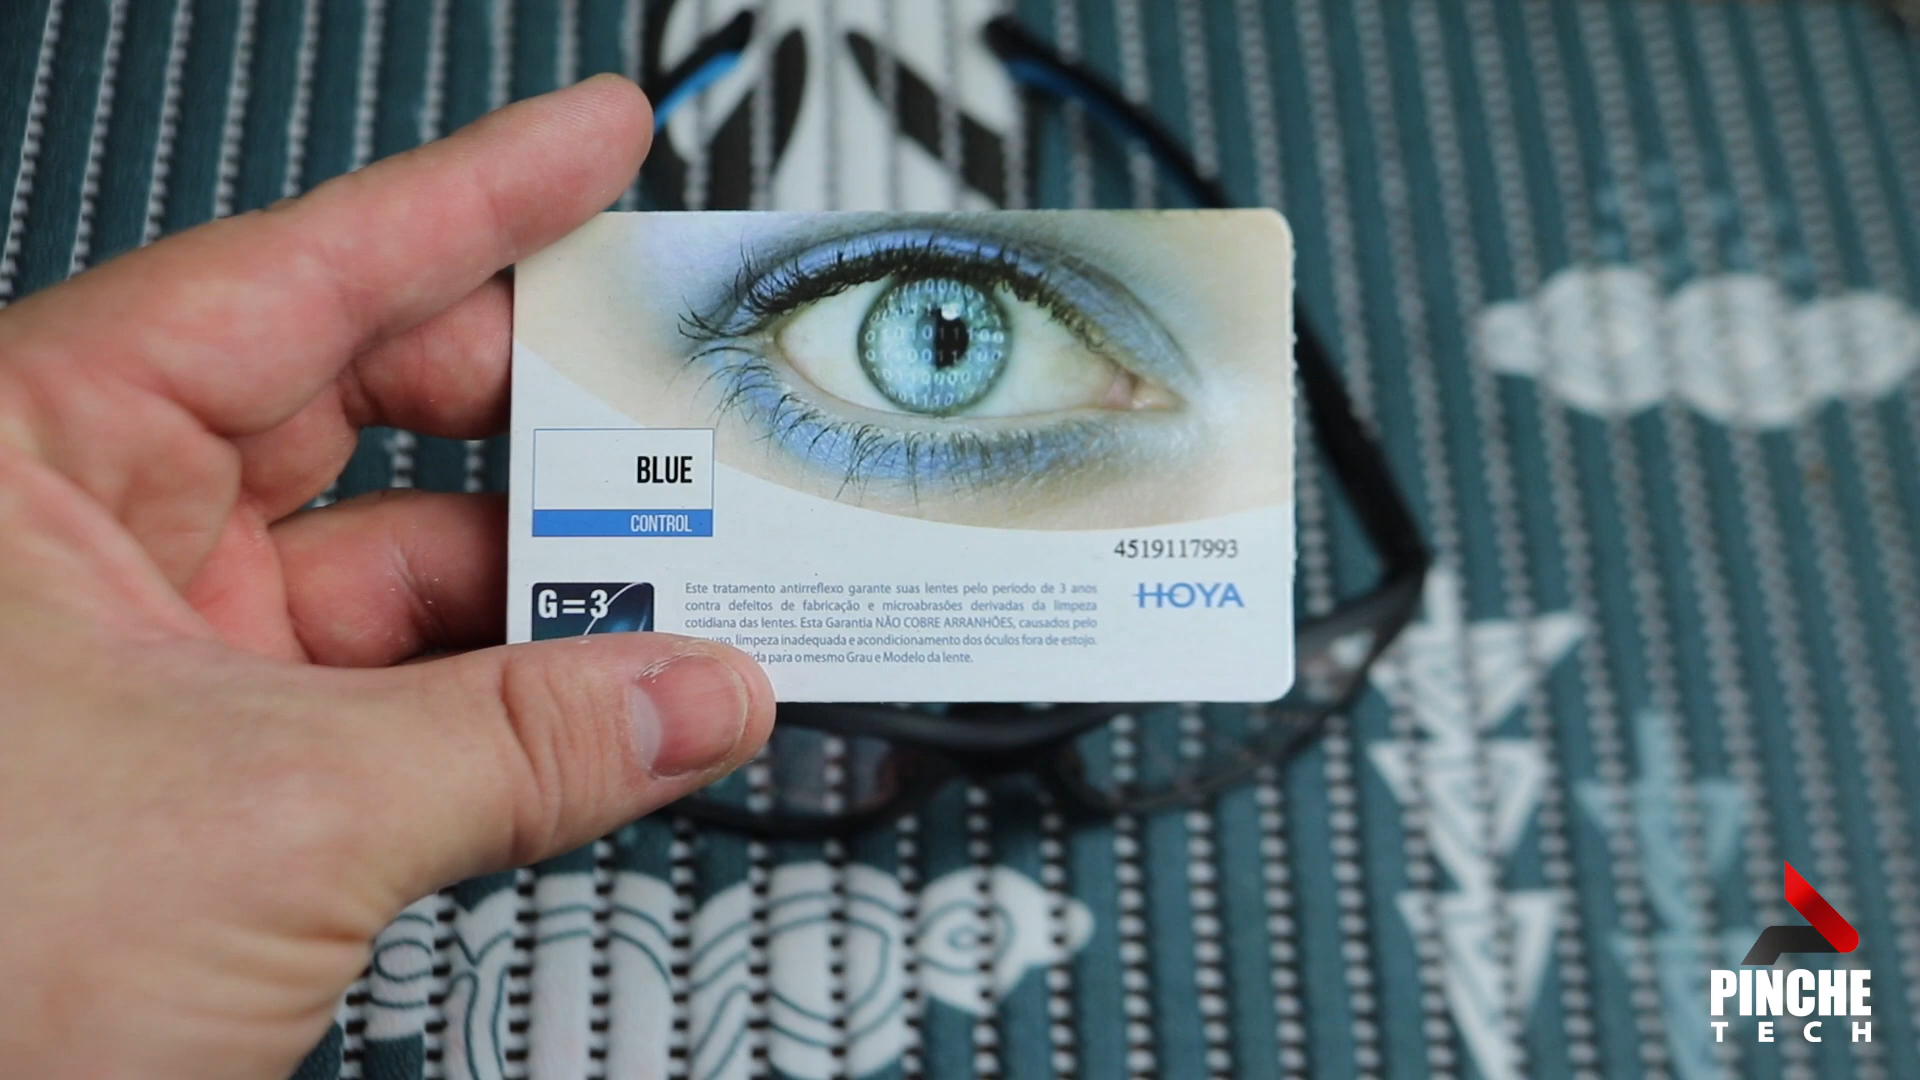 BLUE
CONTROL
4519117993
HOYA
G=3
Este tratamento antirreflexo garante suas lentes pelo período de 3 anos
contra defeitos de fabricação e microabrasões derivadas da limpeza
cotidiana das lentes. Esta Garantia NÃO COBRE ARRANHÕES, causados pelo
uso, limpeza inadequada e acondicionamento dos óculos fora de estojo.
para o mesmo Grau e Modelo da lente.
PINCHE
TECH